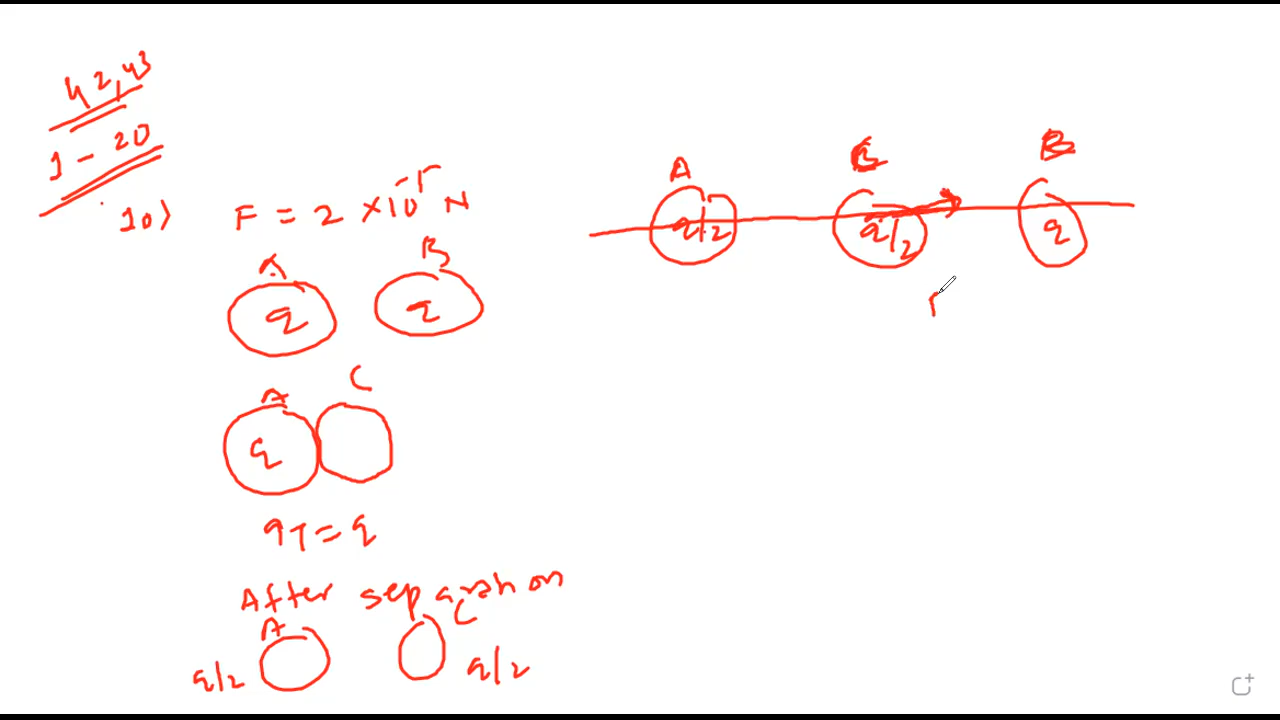 42,43
1 - 20
10) F = 2 × 10⁻⁵ N
A B
q q
A C
q
qT = q
After separation
A C
q/2 q/2
A C B
q/2 q/2 q
r